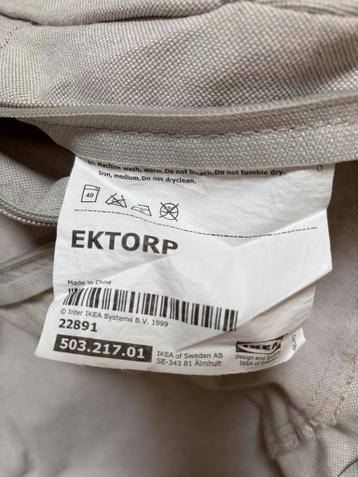 Machine wash, warm. Do not bleach. Do not tumble dry.
Iron, medium. Do not dryclean.
40
EKTORP
Made in China
© Inter IKEA Systems B.V. 1999
22891
503.217.01
IKEA of Sweden AB
SE-343 81 Älmhult
IKEA
Design and
IKEA of Swe